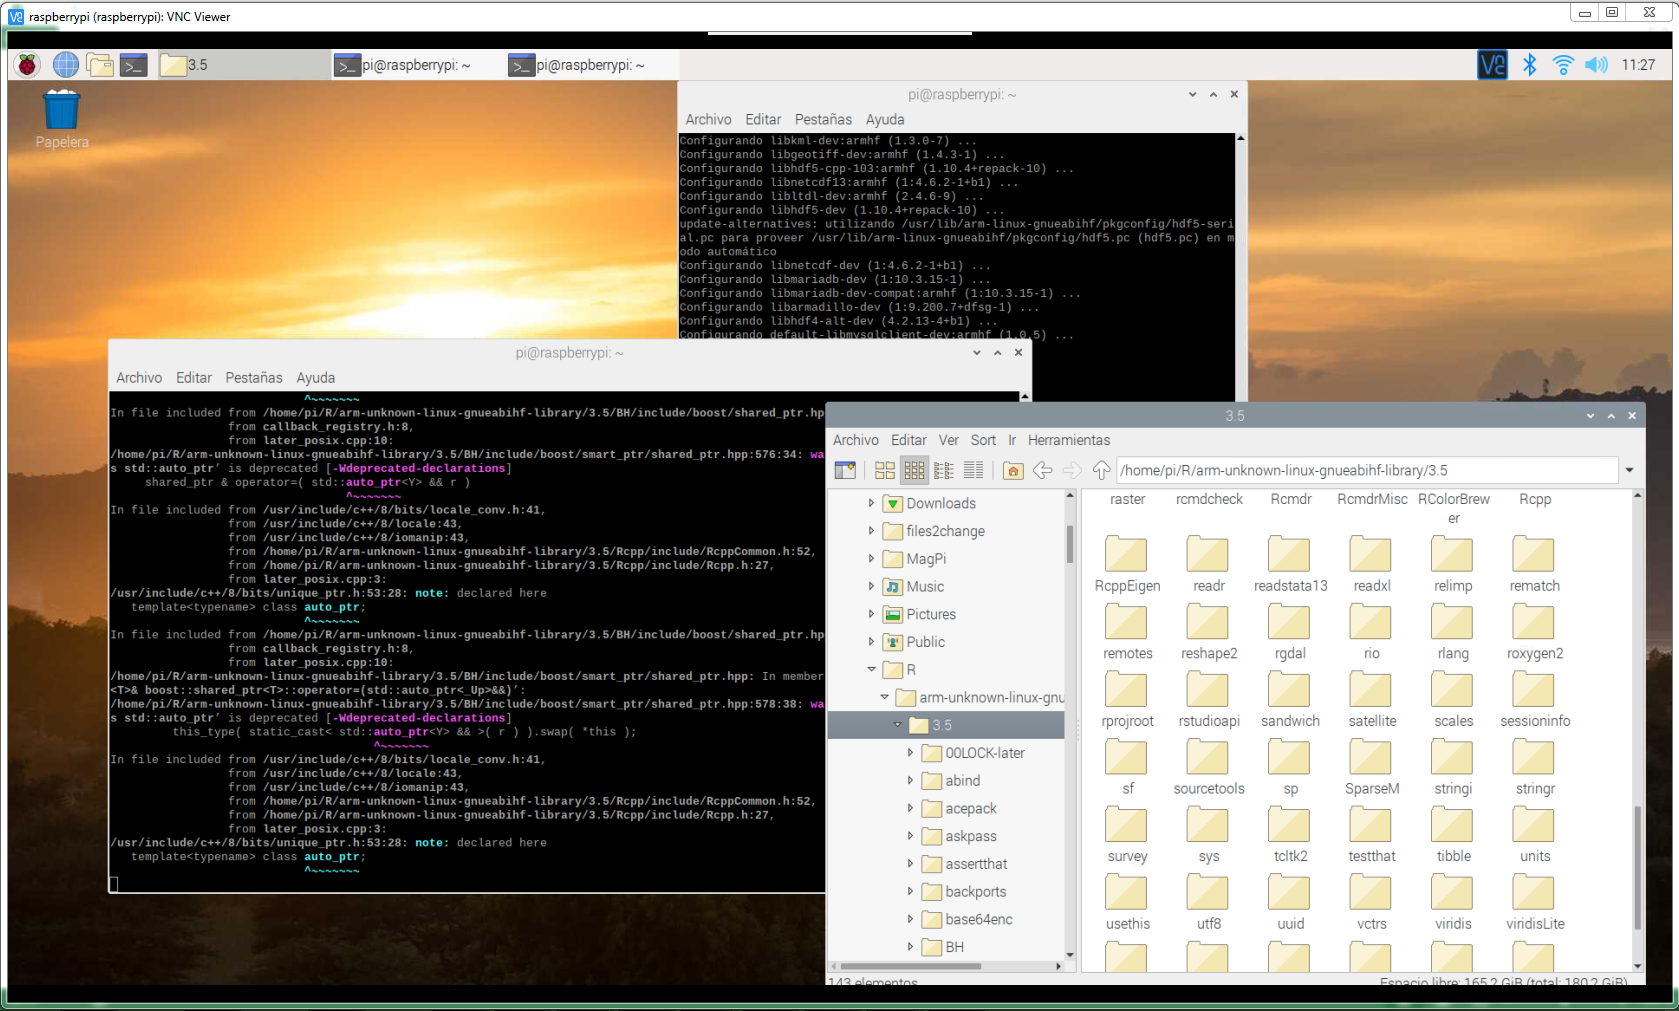 raspberrypi (raspberrypi): VNC Viewer
3.5
pi@raspberrypi: ~
pi@raspberrypi: ~
11:27
Papelera
pi@raspberrypi: ~
Archivo Editar Pestañas Ayuda
Configurando libkml-dev:armhf (1.3.0-7) ...
Configurando libgeotiff-dev:armhf (1.4.3-1) ...
Configurando libhdf5-cpp-103:armhf (1.10.4+repack-10) ...
Configurando libnetcdf13:armhf (1:4.6.2-1+b1) ...
Configurando libltdl-dev:armhf (2.4.6-9) ...
Configurando libhdf5-dev (1.10.4+repack-10) ...
update-alternatives: utilizando /usr/lib/arm-linux-gnueabihf/pkgconfig/hdf5-seri
al.pc para proveer /usr/lib/arm-linux-gnueabihf/pkgconfig/hdf5.pc (hdf5.pc) en m
odo automático
Configurando libnetcdf-dev (1:4.6.2-1+b1) ...
Configurando libmariadb-dev (1:10.3.15-1) ...
Configurando libmariadb-dev-compat:armhf (1:10.3.15-1) ...
Configurando libarmadillo-dev (1:9.200.7+dfsg-1) ...
Configurando libhdf4-alt-dev (4.2.13-4+b1) ...
Configurando default-libmysqlclient-dev:armhf (1.0.5) ...
pi@raspberrypi: ~
Archivo Editar Pestañas Ayuda
^~~~~~~~
In file included from /home/pi/R/arm-unknown-linux-gnueabihf-library/3.5/BH/include/boost/shared_ptr.hp
from callback_registry.h:8,
from later_posix.cpp:10:
/home/pi/R/arm-unknown-linux-gnueabihf-library/3.5/BH/include/boost/smart_ptr/shared_ptr.hpp:576:34: wa
s std::auto_ptr’ is deprecated [-Wdeprecated-declarations]
shared_ptr & operator=( std::auto_ptr<Y> && r )
^~~~~~~~
In file included from /usr/include/c++/8/bits/locale_conv.h:41,
from /usr/include/c++/8/locale:43,
from /usr/include/c++/8/iomanip:43,
from /home/pi/R/arm-unknown-linux-gnueabihf-library/3.5/Rcpp/include/RcppCommon.h:52,
from /home/pi/R/arm-unknown-linux-gnueabihf-library/3.5/Rcpp/include/Rcpp.h:27,
from later_posix.cpp:3:
/usr/include/c++/8/bits/unique_ptr.h:53:28: note: declared here
template<typename> class auto_ptr;
^~~~~~~~
In file included from /home/pi/R/arm-unknown-linux-gnueabihf-library/3.5/BH/include/boost/shared_ptr.hp
from callback_registry.h:8,
from later_posix.cpp:10:
/home/pi/R/arm-unknown-linux-gnueabihf-library/3.5/BH/include/boost/smart_ptr/shared_ptr.hpp: In member
<T>& boost::shared_ptr<T>::operator=(std::auto_ptr<_Up>&&)’:
/home/pi/R/arm-unknown-linux-gnueabihf-library/3.5/BH/include/boost/smart_ptr/shared_ptr.hpp:578:38: wa
s std::auto_ptr’ is deprecated [-Wdeprecated-declarations]
this_type( static_cast< std::auto_ptr<Y> && >( r ) ).swap( *this );
^~~~~~~~
In file included from /usr/include/c++/8/bits/locale_conv.h:41,
from /usr/include/c++/8/locale:43,
from /usr/include/c++/8/iomanip:43,
from /home/pi/R/arm-unknown-linux-gnueabihf-library/3.5/Rcpp/include/RcppCommon.h:52,
from /home/pi/R/arm-unknown-linux-gnueabihf-library/3.5/Rcpp/include/Rcpp.h:27,
from later_posix.cpp:3:
/usr/include/c++/8/bits/unique_ptr.h:53:28: note: declared here
template<typename> class auto_ptr;
^~~~~~~~
3.5
Archivo Editar Ver Sort Ir Herramientas
/home/pi/R/arm-unknown-linux-gnueabihf-library/3.5
Downloads
files2change
MagPi
Music
Pictures
Public
R
arm-unknown-linux-gnu
3.5
00LOCK-later
abind
acepack
askpass
assertthat
backports
base64enc
BH
raster rcmdcheck Rcmdr RcmdrMisc RColorBrew Rcpp
er
RcppEigen readr readstata13 readxl relimp rematch
remotes reshape2 rgdal rio rlang roxygen2
rprojroot rstudioapi sandwich satellite scales sessioninfo
sf sourcetools sp SparseM stringi stringr
survey sys tcltk2 testthat tibble units
usethis utf8 uuid vctrs viridis viridisLite
143 elementos
Espacio libre: 165,2 GiB (total: 180,2 GiB)